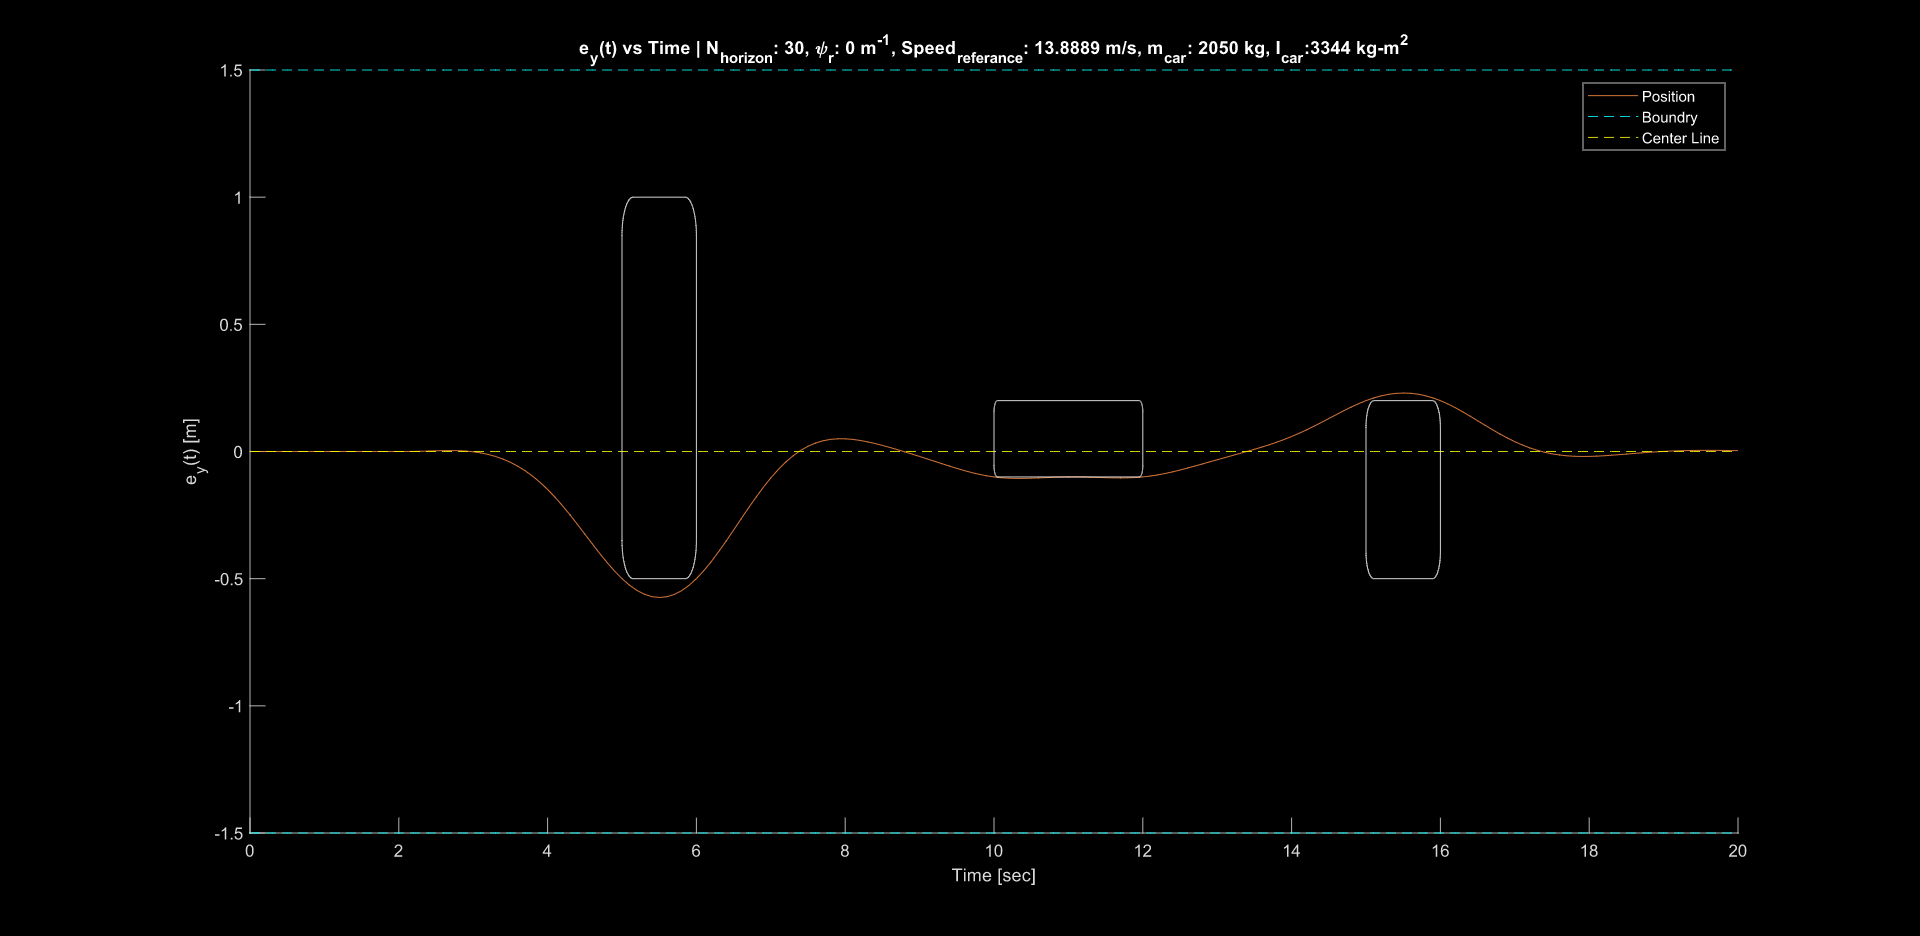 e_y(t) vs Time | N_horizon: 30, ψ_r: 0 m^-1, Speed_referance: 13.8889 m/s, m_car: 2050 kg, I_car:3344 kg-m^2
Position
Boundry
Center Line
1.5
1
0.5
0
-0.5
-1
-1.5
e_y(t) [m]
0 2 4 6 8 10 12 14 16 18 20
Time [sec]